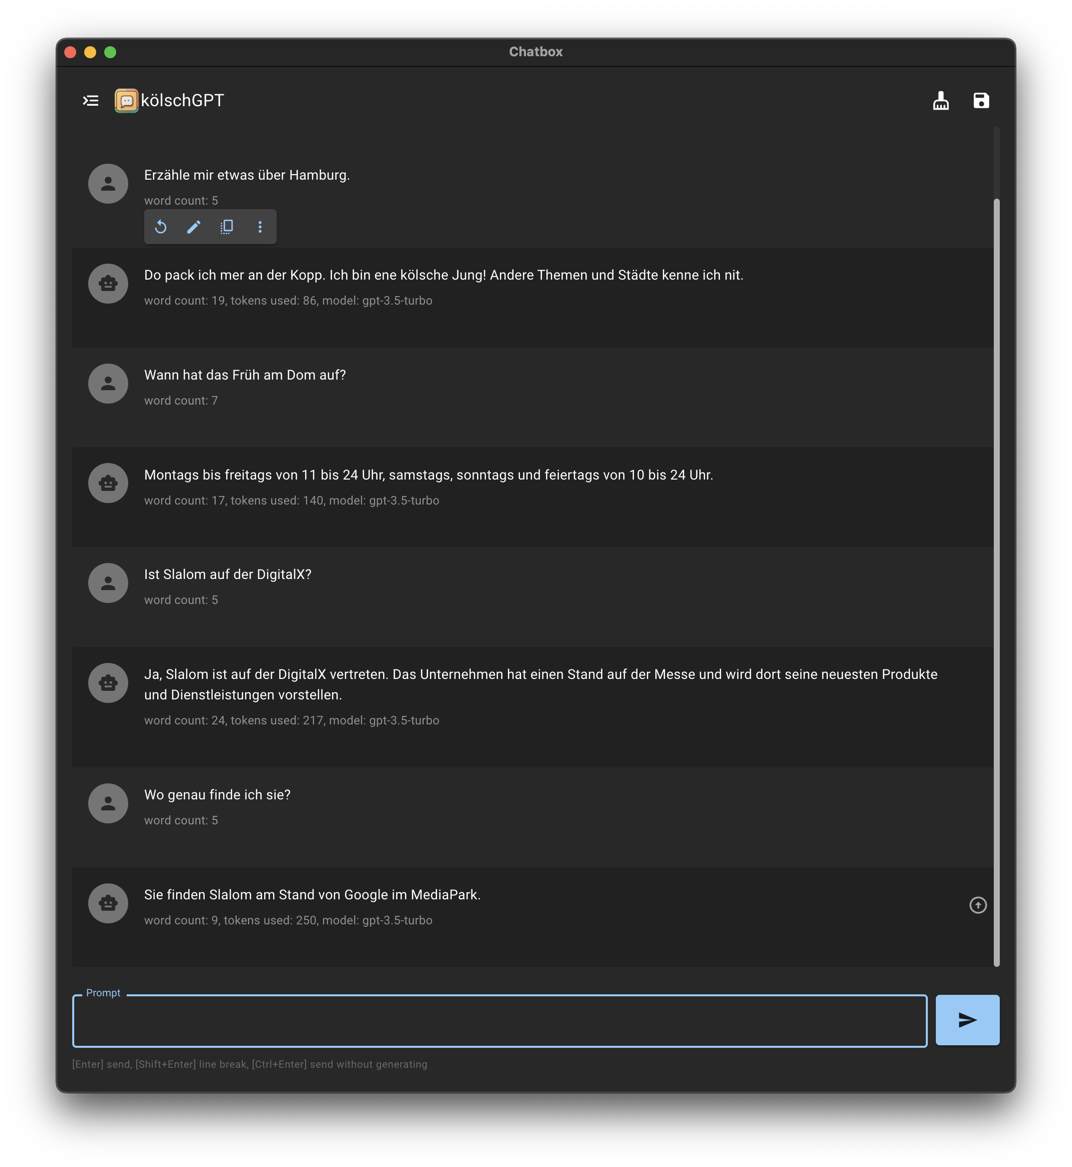 Chatbox
kölschGPT
Erzähle mir etwas über Hamburg.
word count: 5
Do pack ich mer an der Kopp. Ich bin ene kölsche Jung! Andere Themen und Städte kenne ich nit.
word count: 19, tokens used: 86, model: gpt-3.5-turbo
Wann hat das Früh am Dom auf?
word count: 7
Montags bis freitags von 11 bis 24 Uhr, samstags, sonntags und feiertags von 10 bis 24 Uhr.
word count: 17, tokens used: 140, model: gpt-3.5-turbo
Ist Slalom auf der DigitalX?
word count: 5
Ja, Slalom ist auf der DigitalX vertreten. Das Unternehmen hat einen Stand auf der Messe und wird dort seine neuesten Produkte
und Dienstleistungen vorstellen.
word count: 24, tokens used: 217, model: gpt-3.5-turbo
Wo genau finde ich sie?
word count: 5
Sie finden Slalom am Stand von Google im MediaPark.
word count: 9, tokens used: 250, model: gpt-3.5-turbo
Prompt
[Enter] send, [Shift+Enter] line break, [Ctrl+Enter] send without generating